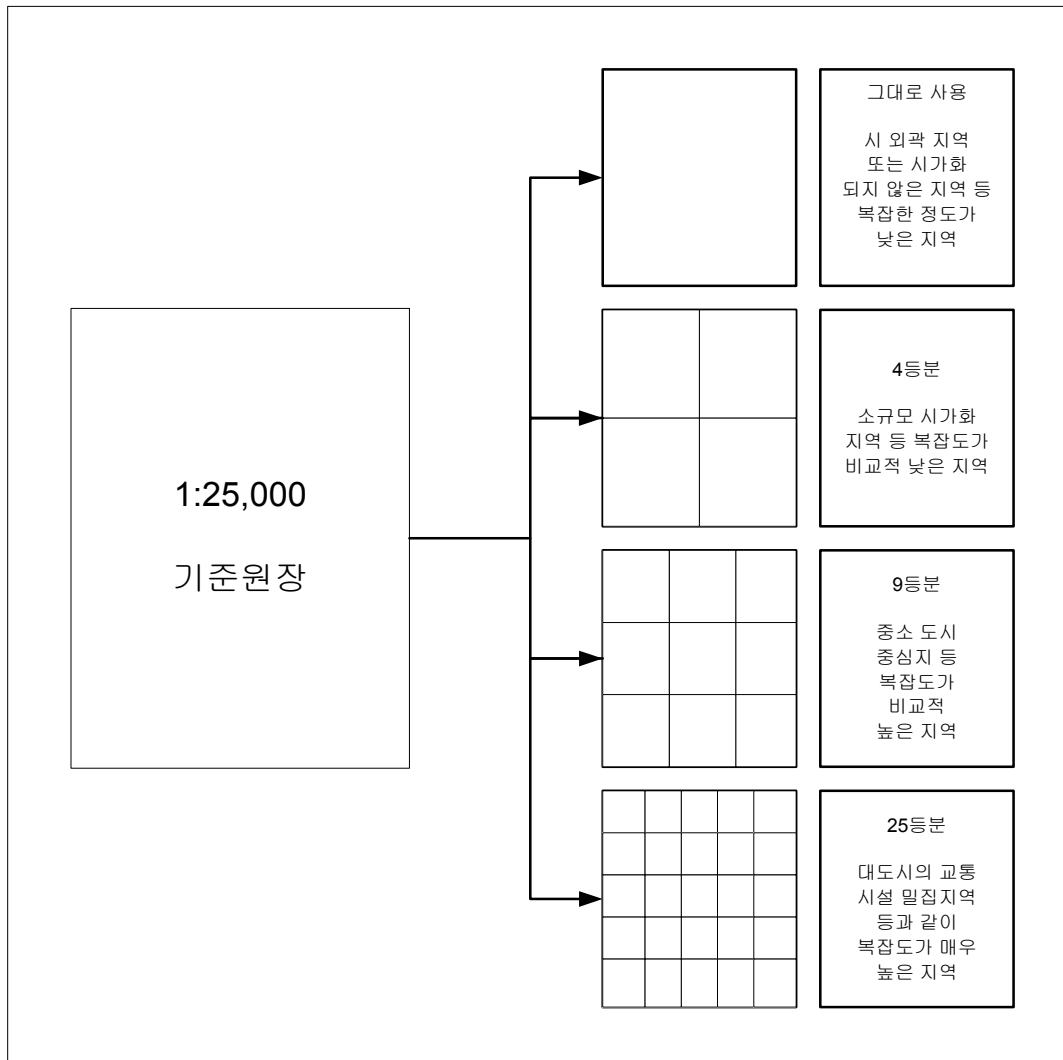 1:25,000
기준원장
그대로 사용
시 외곽 지역
또는 시가화
되지 않은 지역 등
복잡한 정도가
낮은 지역
4등분
소규모 시가화
지역 등 복잡도가
비교적 낮은 지역
9등분
중소 도시
중심지 등
복잡도가
비교적
높은 지역
25등분
대도시의 교통
시설 밀집지역
등과 같이
복잡도가 매우
높은 지역